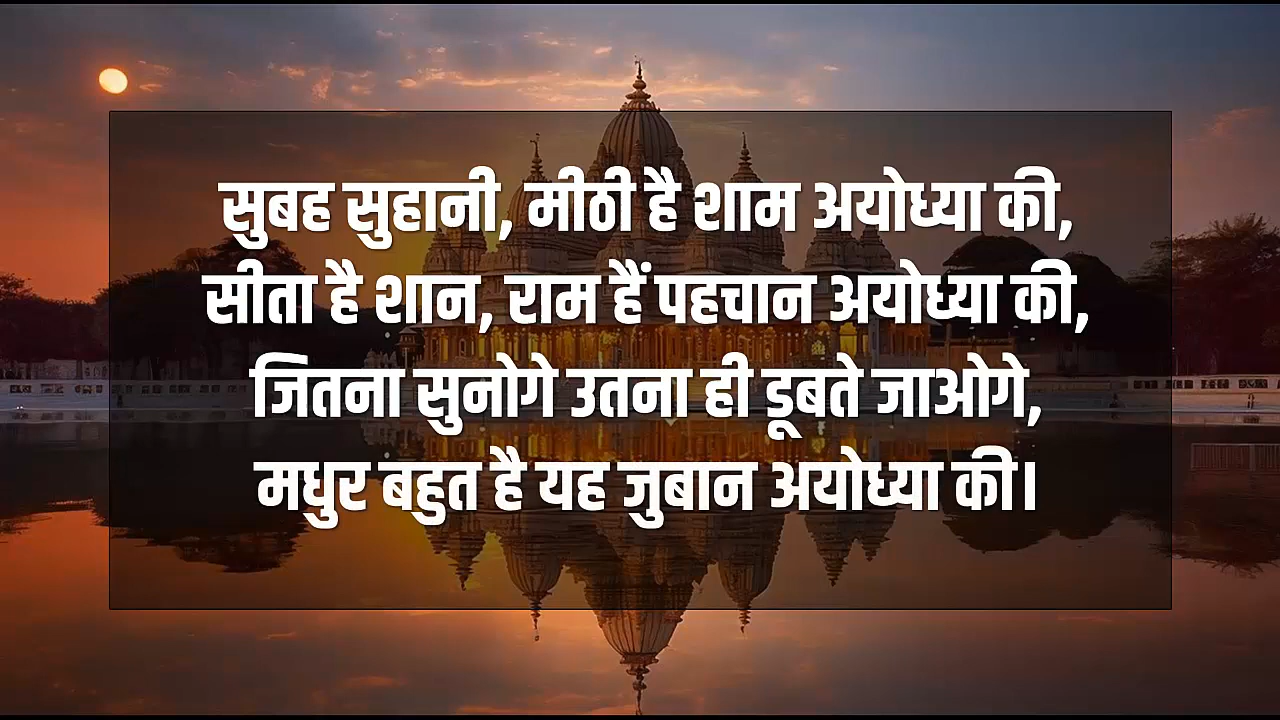 सुबह सुहानी, मीठी है शाम अयोध्या की,
सीता है शान, राम हैं पहचान अयोध्या की,
जितना सुनोगे उतना ही डूबते जाओगे,
मधुर बहुत है यह जुबान अयोध्या की।